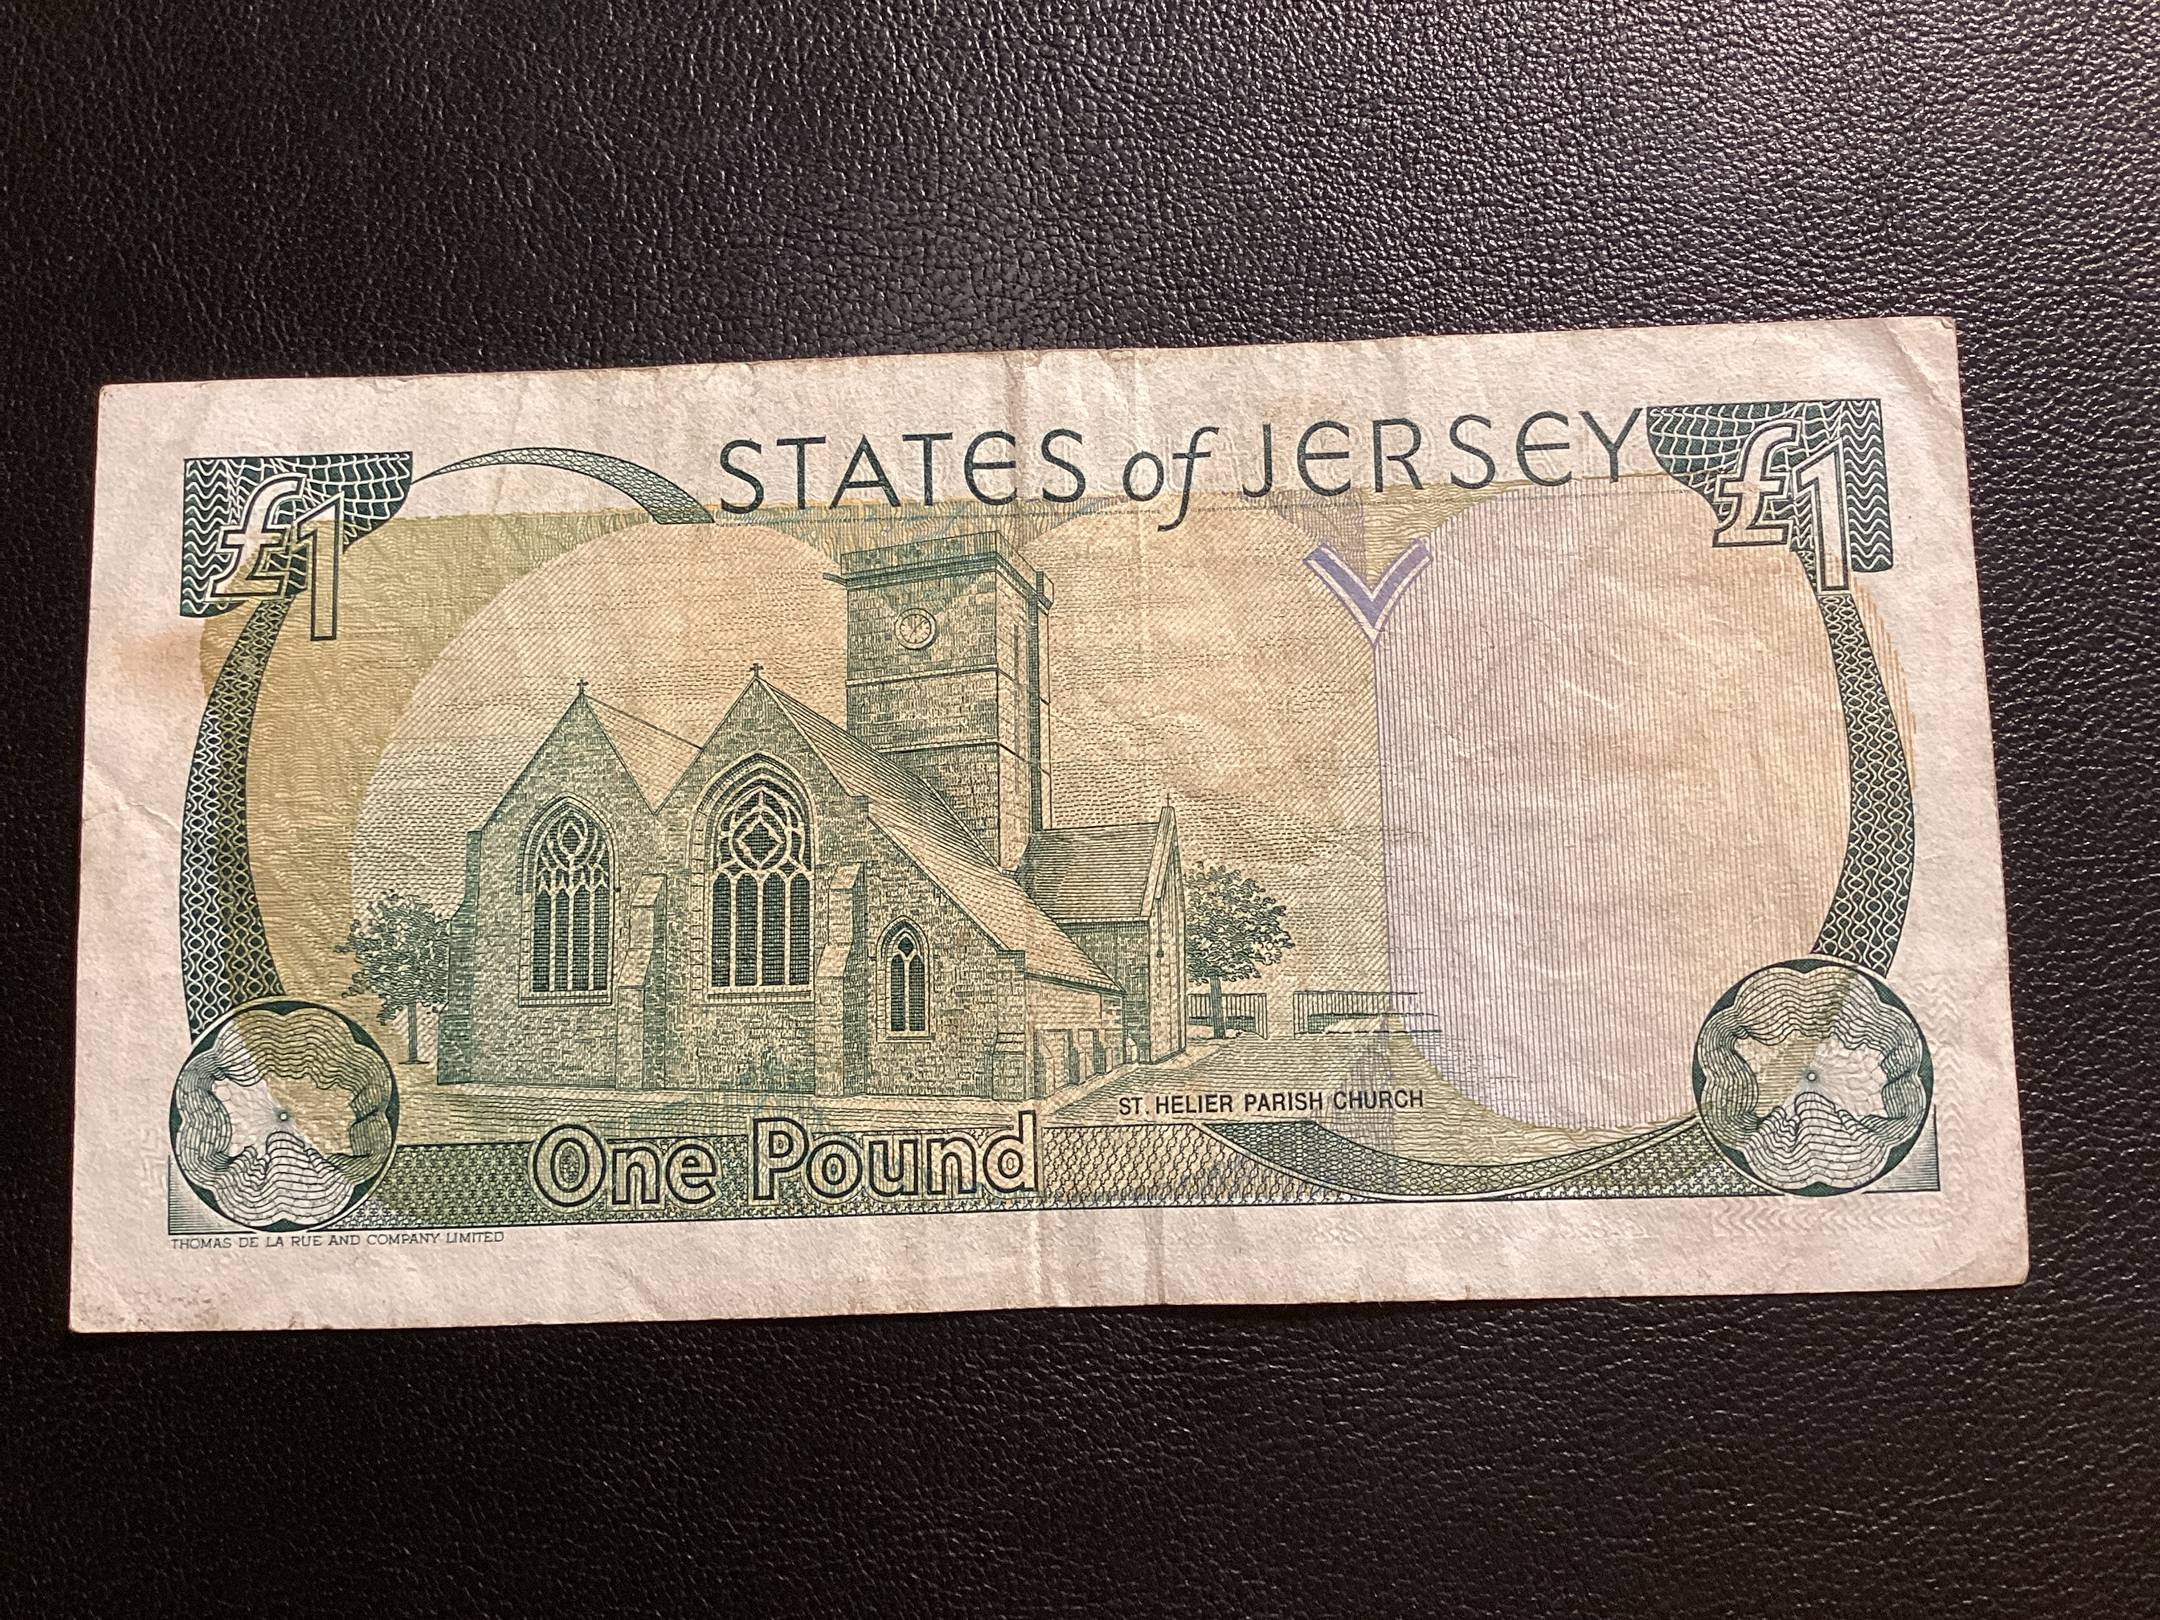 STATES of JERSEY
£1
£1
ST. HELIER PARISH CHURCH
One Pound
THOMAS DE LA RUE AND COMPANY LIMITED